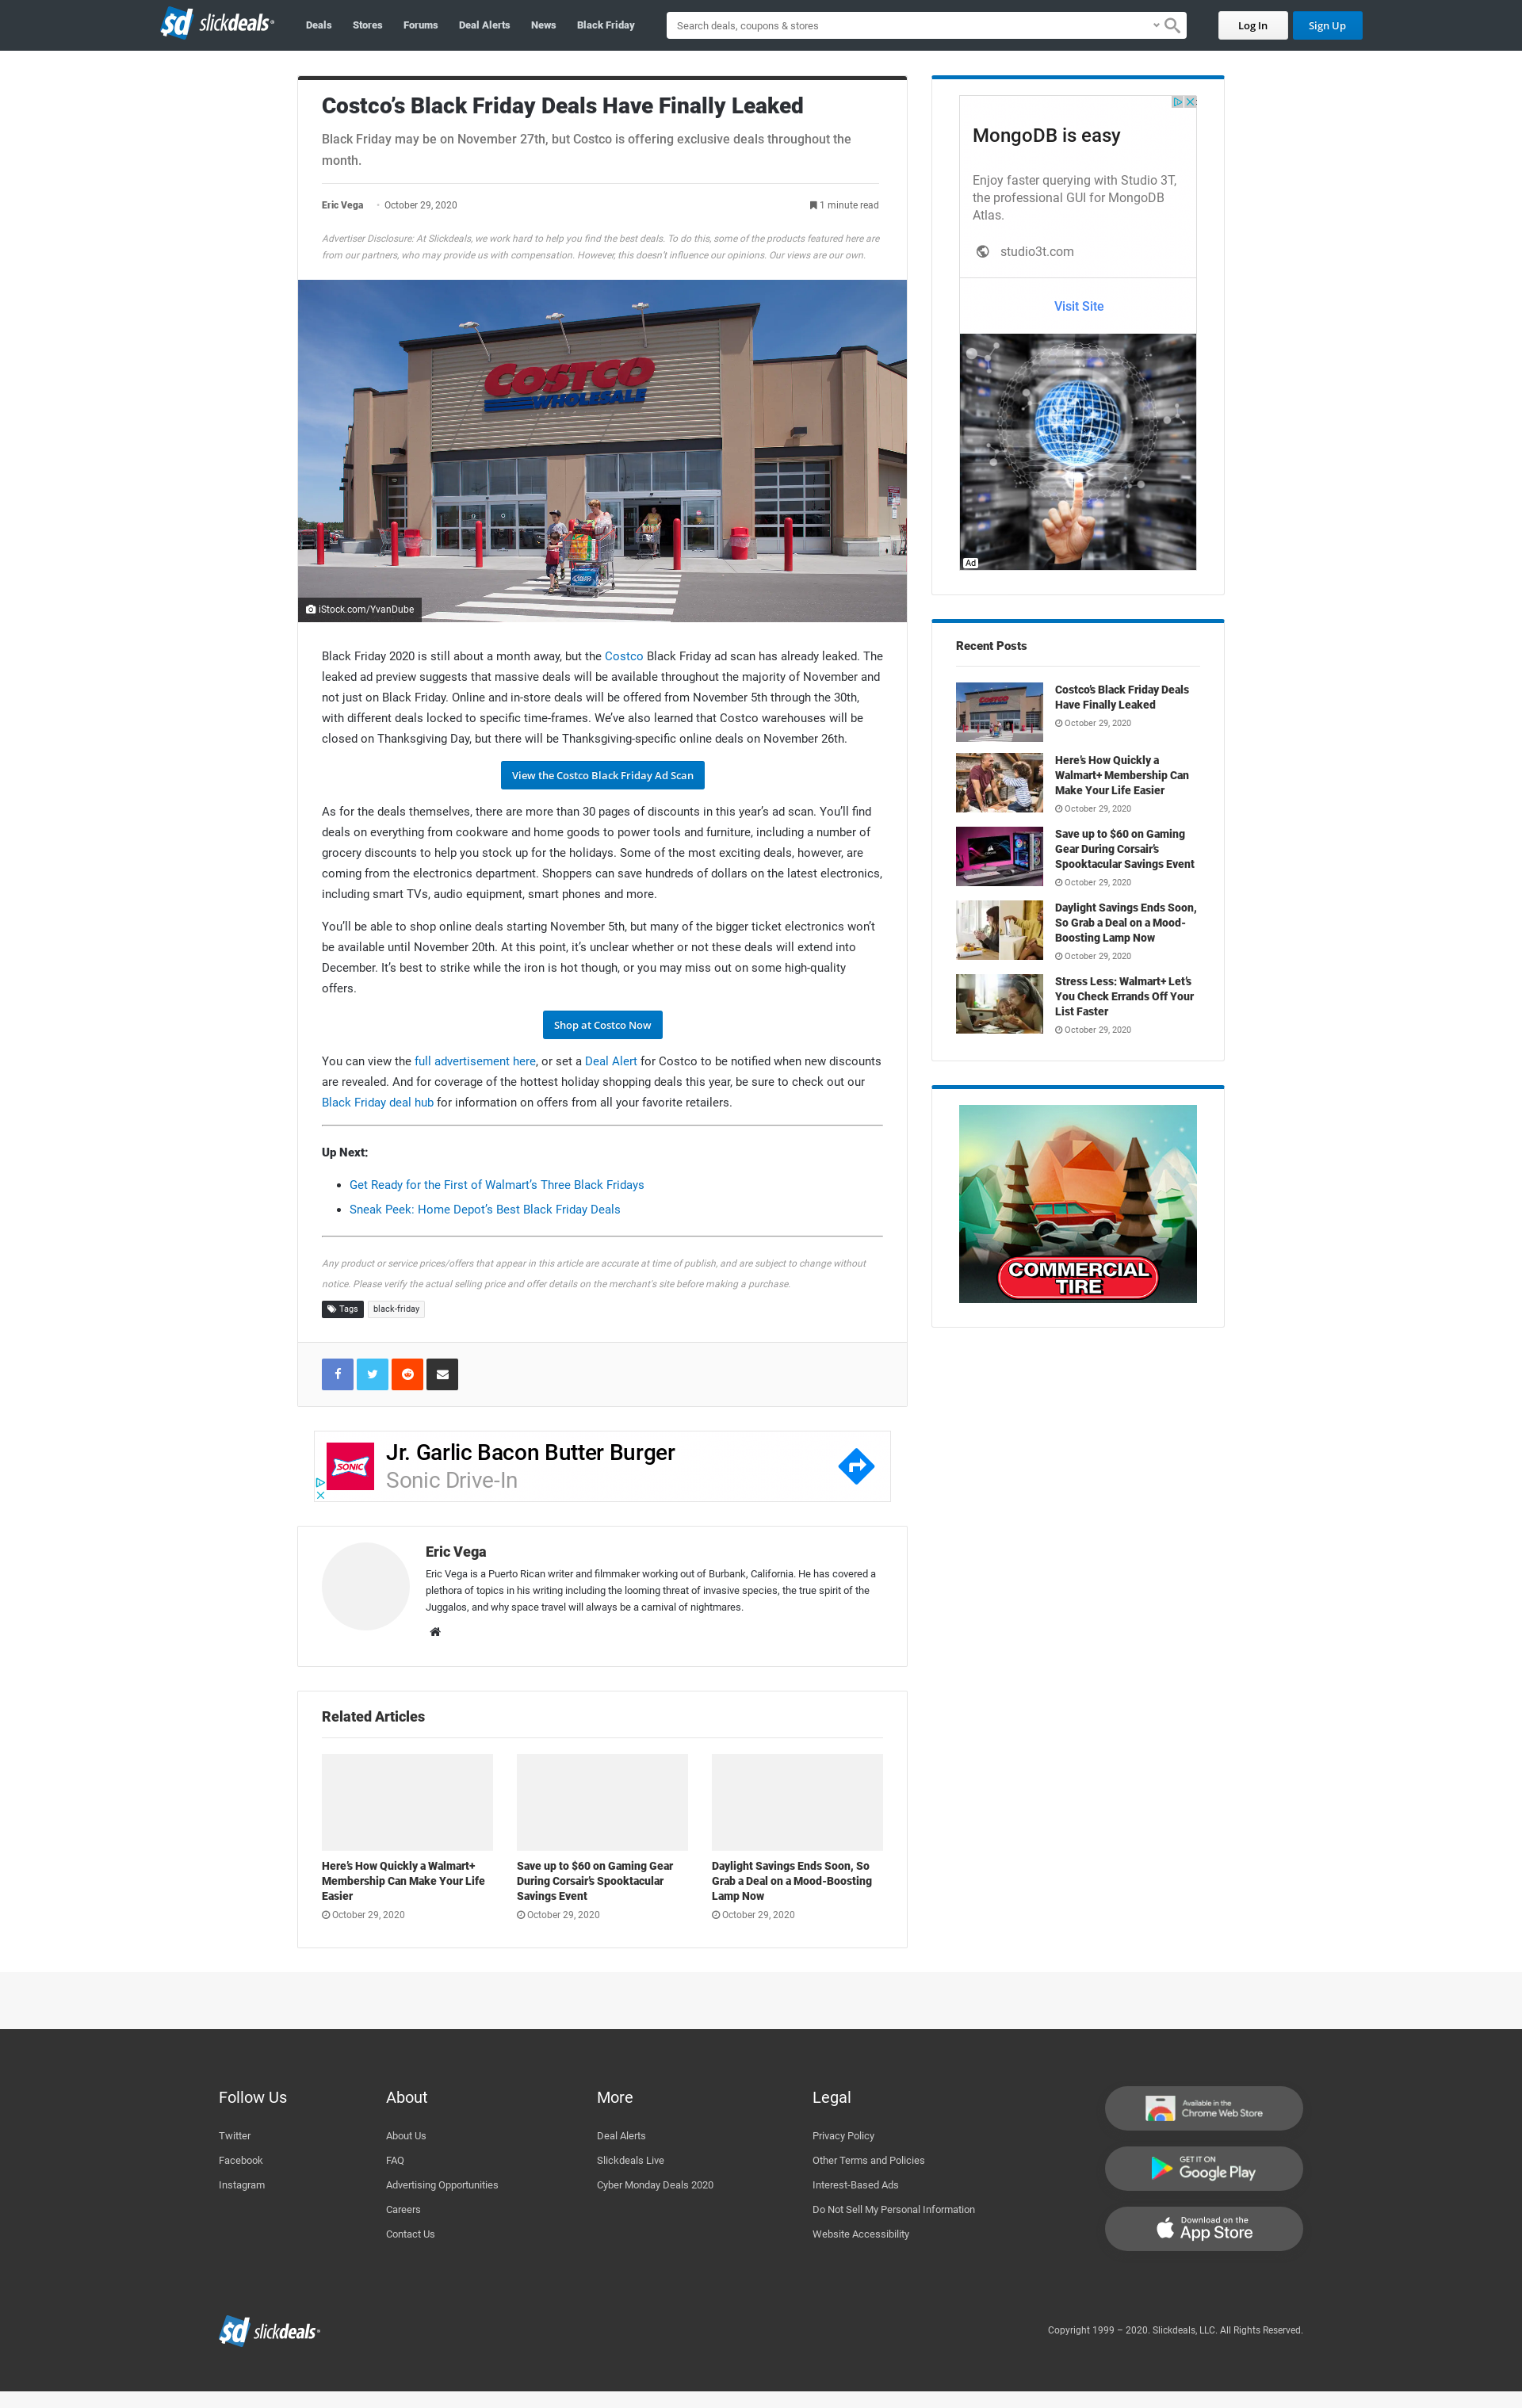 sd slickdeals
Deals
Stores
Forums
Deal Alerts
News
Black Friday
Search deals, coupons & stores
Log In
Sign Up
Costco’s Black Friday Deals Have Finally Leaked
Black Friday may be on November 27th, but Costco is offering exclusive deals throughout the
month.
Eric Vega
October 29, 2020
1 minute read
Advertiser Disclosure: At Slickdeals, we work hard to help you find the best deals. To do this, some of the products featured here are
from our partners, who may provide us with compensation. However, this doesn’t influence our opinions. Our views are our own.
COSTCO
WHOLESALE
iStock.com/YvanDube
Black Friday 2020 is still about a month away, but the Costco Black Friday ad scan has already leaked. The
leaked ad preview suggests that massive deals will be available throughout the majority of November and
not just on Black Friday. Online and in-store deals will be offered from November 5th through the 30th,
with different deals locked to specific time-frames. We’ve also learned that Costco warehouses will be
closed on Thanksgiving Day, but there will be Thanksgiving-specific online deals on November 26th.
View the Costco Black Friday Ad Scan
As for the deals themselves, there are more than 30 pages of discounts in this year’s ad scan. You’ll find
deals on everything from cookware and home goods to power tools and furniture, including a number of
grocery discounts to help you stock up for the holidays. Some of the most exciting deals, however, are
coming from the electronics department. Shoppers can save hundreds of dollars on the latest electronics,
including smart TVs, audio equipment, smart phones and more.
You’ll be able to shop online deals starting November 5th, but many of the bigger ticket electronics won’t
be available until November 20th. At this point, it’s unclear whether or not these deals will extend into
December. It’s best to strike while the iron is hot though, or you may miss out on some high-quality
offers.
Shop at Costco Now
You can view the full advertisement here, or set a Deal Alert for Costco to be notified when new discounts
are revealed. And for coverage of the hottest holiday shopping deals this year, be sure to check out our
Black Friday deal hub for information on offers from all your favorite retailers.
Up Next:
Get Ready for the First of Walmart’s Three Black Fridays
Sneak Peek: Home Depot’s Best Black Friday Deals
Any product or service prices/offers that appear in this article are accurate at time of publish, and are subject to change without
notice. Please verify the actual selling price and offer details on the merchant's site before making a purchase.
Tags
black-friday
SONIC
Jr. Garlic Bacon Butter Burger
Sonic Drive-In
Eric Vega
Eric Vega is a Puerto Rican writer and filmmaker working out of Burbank, California. He has covered a
plethora of topics in his writing including the looming threat of invasive species, the true spirit of the
Juggalos, and why space travel will always be a carnival of nightmares.
Related Articles
Here’s How Quickly a Walmart+
Membership Can Make Your Life
Easier
October 29, 2020
Save up to $60 on Gaming Gear
During Corsair’s Spooktacular
Savings Event
October 29, 2020
Daylight Savings Ends Soon, So
Grab a Deal on a Mood-Boosting
Lamp Now
October 29, 2020
MongoDB is easy
Enjoy faster querying with Studio 3T,
the professional GUI for MongoDB
Atlas.
studio3t.com
Visit Site
Ad
Recent Posts
Costco’s Black Friday Deals
Have Finally Leaked
October 29, 2020
Here’s How Quickly a
Walmart+ Membership Can
Make Your Life Easier
October 29, 2020
Save up to $60 on Gaming
Gear During Corsair’s
Spooktacular Savings Event
October 29, 2020
Daylight Savings Ends Soon,
So Grab a Deal on a Mood-
Boosting Lamp Now
October 29, 2020
Stress Less: Walmart+ Let’s
You Check Errands Off Your
List Faster
October 29, 2020
COMMERCIAL
TIRE
Follow Us
Twitter
Facebook
Instagram
About
About Us
FAQ
Advertising Opportunities
Careers
Contact Us
More
Deal Alerts
Slickdeals Live
Cyber Monday Deals 2020
Legal
Privacy Policy
Other Terms and Policies
Interest-Based Ads
Do Not Sell My Personal Information
Website Accessibility
Available in the
Chrome Web Store
GET IT ON
Google Play
Download on the
App Store
sd slickdeals
Copyright 1999 – 2020. Slickdeals, LLC. All Rights Reserved.